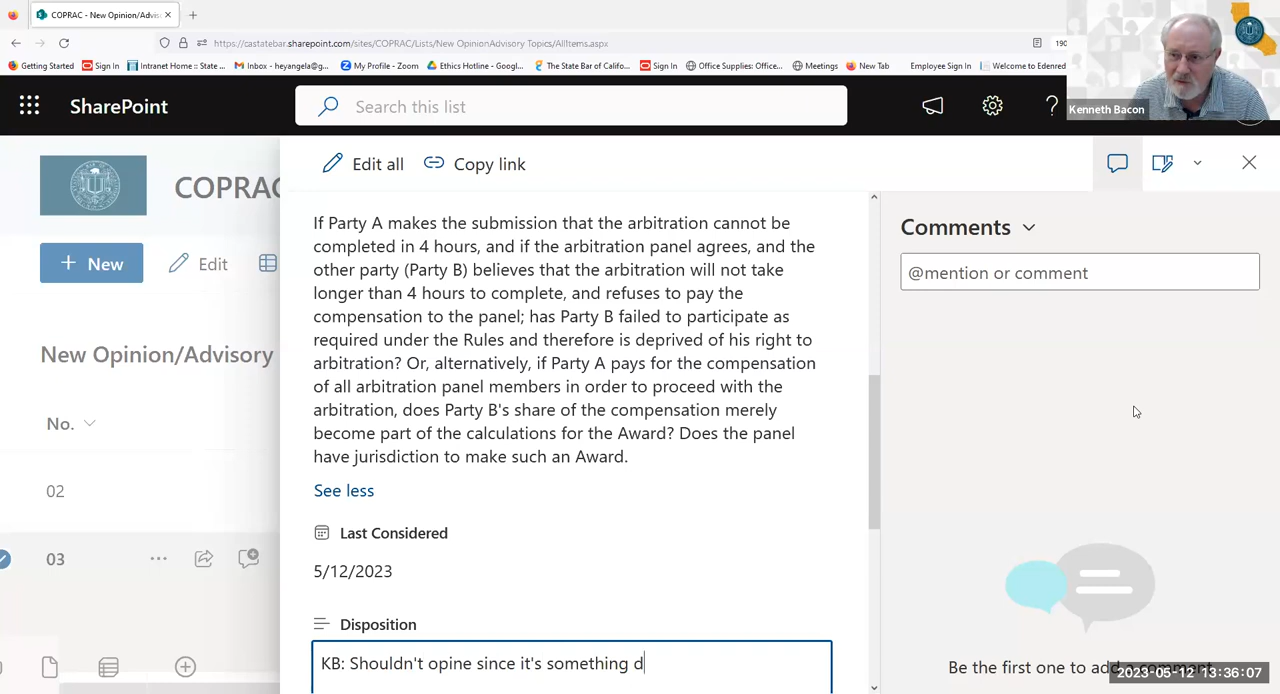 COPRAC - New Opinion/Advis
https://castatebar.sharepoint.com/sites/COPRAC/Lists/New OpinionAdvisory Topics/AllItems.aspx
190
Getting Started
Sign In
Intranet Home :: State ...
Inbox - heyangela@g...
My Profile - Zoom
Ethics Hotline - Googl...
The State Bar of Califo...
Sign In
Office Supplies: Office...
Meetings
New Tab
Employee Sign In
Welcome to Edenred
Kenneth Bacon
SharePoint
Search this list
?
Edit all
Copy link
COPRAC
+ New
Edit
New Opinion/Advisory
No.
02
03
If Party A makes the submission that the arbitration cannot be
completed in 4 hours, and if the arbitration panel agrees, and the
other party (Party B) believes that the arbitration will not take
longer than 4 hours to complete, and refuses to pay the
compensation to the panel; has Party B failed to participate as
required under the Rules and therefore is deprived of his right to
arbitration? Or, alternatively, if Party A pays for the compensation
of all arbitration panel members in order to proceed with the
arbitration, does Party B's share of the compensation merely
become part of the calculations for the Award? Does the panel
have jurisdiction to make such an Award.
See less
Last Considered
5/12/2023
Disposition
KB: Shouldn't opine since it's something d
Comments
@mention or comment
Be the first one to add a comment
2023-05-12 13:36:07